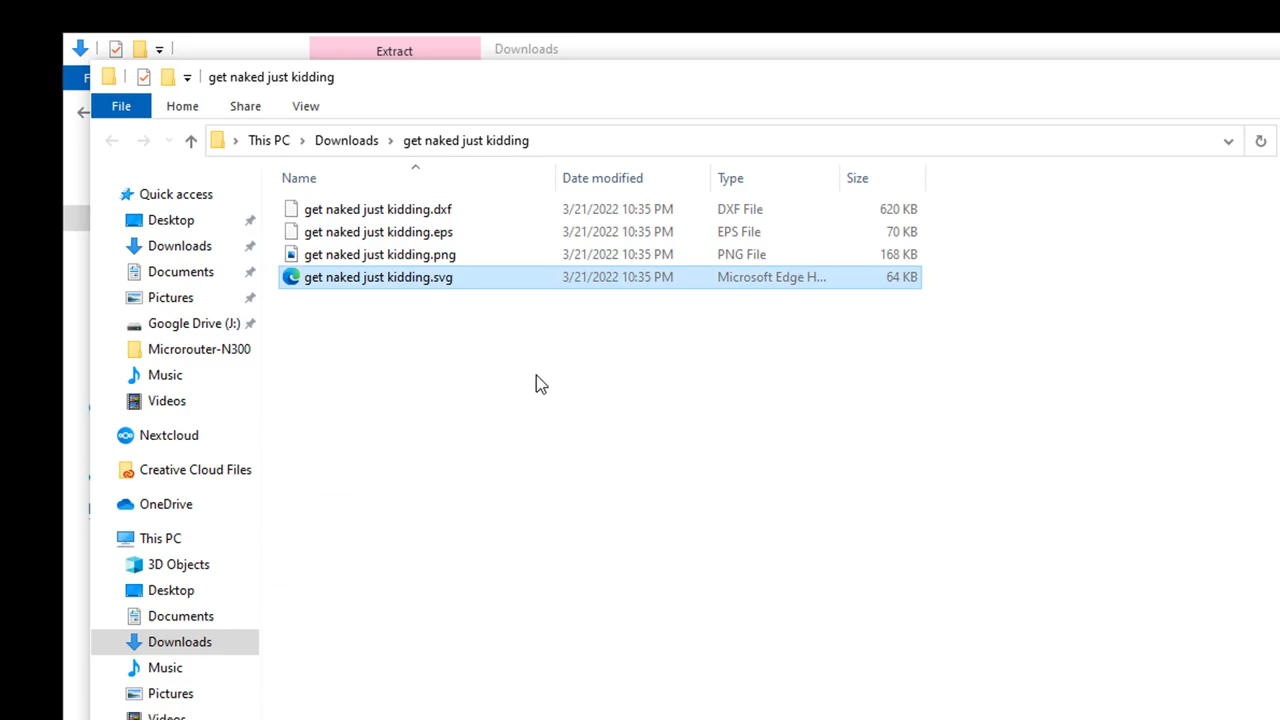 Extract
Downloads
F
get naked just kidding
File
Home
Share
View
This PC
Downloads
get naked just kidding
Name
Date modified
Type
Size
get naked just kidding.dxf
3/21/2022 10:35 PM
DXF File
620 KB
get naked just kidding.eps
3/21/2022 10:35 PM
EPS File
70 KB
get naked just kidding.png
3/21/2022 10:35 PM
PNG File
168 KB
get naked just kidding.svg
3/21/2022 10:35 PM
Microsoft Edge H...
64 KB
Quick access
Desktop
Downloads
Documents
Pictures
Google Drive (J:)
Microrouter-N300
Music
Videos
Nextcloud
Creative Cloud Files
OneDrive
This PC
3D Objects
Desktop
Documents
Downloads
Music
Pictures
Videos